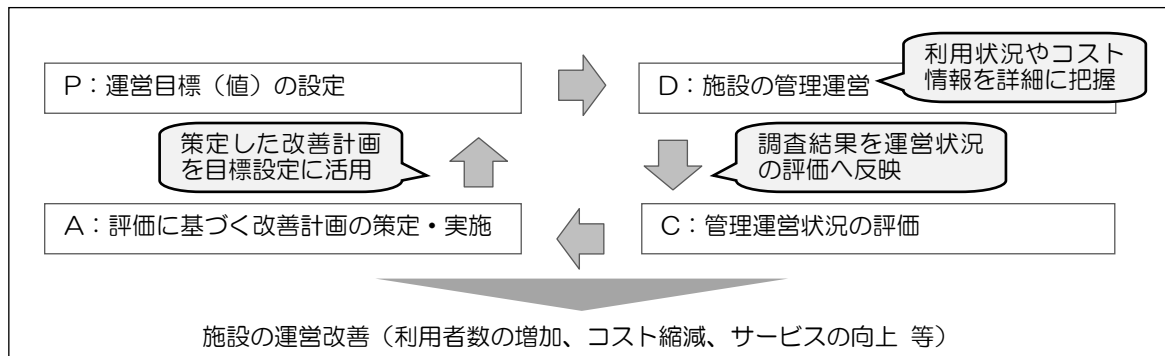 P：運営目標（値）の設定
D：施設の管理運営
利用状況やコスト
情報を詳細に把握
策定した改善計画
を目標設定に活用
調査結果を運営状況
の評価へ反映
A：評価に基づく改善計画の策定・実施
C：管理運営状況の評価
施設の運営改善（利用者数の増加、コスト縮減、サービスの向上 等）